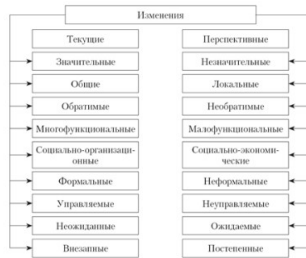 Изменения
Текущие
Перспективные
Значительные
Незначительные
Общие
Локальные
Обратимые
Необратимые
Многофункциональные
Малофункциональные
Социально-организаци-
онные
Социально-экономи-
ческие
Формальные
Неформальные
Управляемые
Неуправляемые
Неожиданные
Ожидаемые
Внезапные
Постепенные